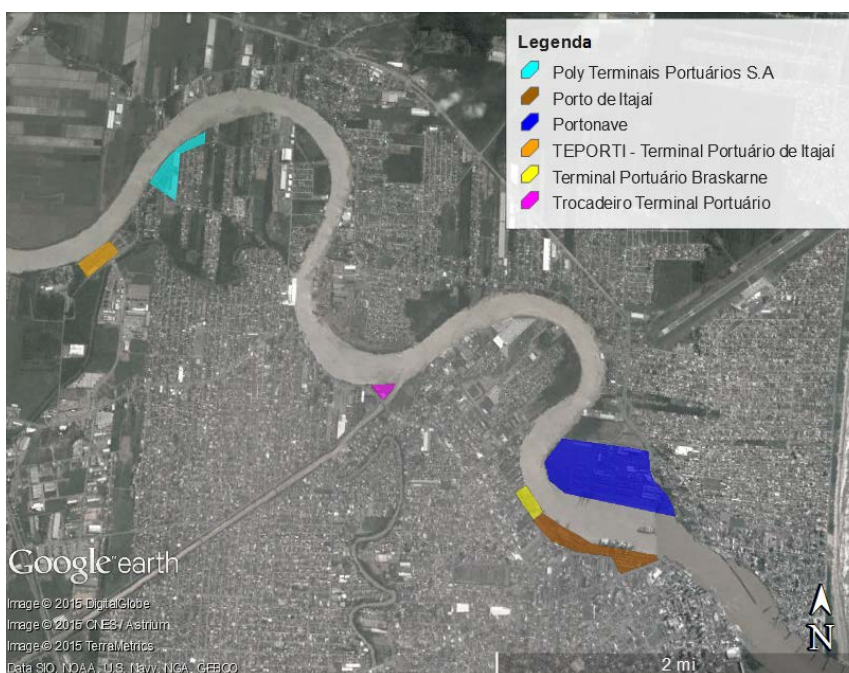 Legenda
Poly Terminais Portuários S.A
Porto de Itajaí
Portonave
TEPORTI - Terminal Portuário de Itajaí
Terminal Portuário Braskarne
Trocadeiro Terminal Portuário
Google earth
Image © 2015 DigitalGlobe
Image © 2015 CNES / Astrium
Image © 2015 TerraMetrics
Data SIO, NOAA, U.S. Navy, NGA, GEBCO
2 mi
N